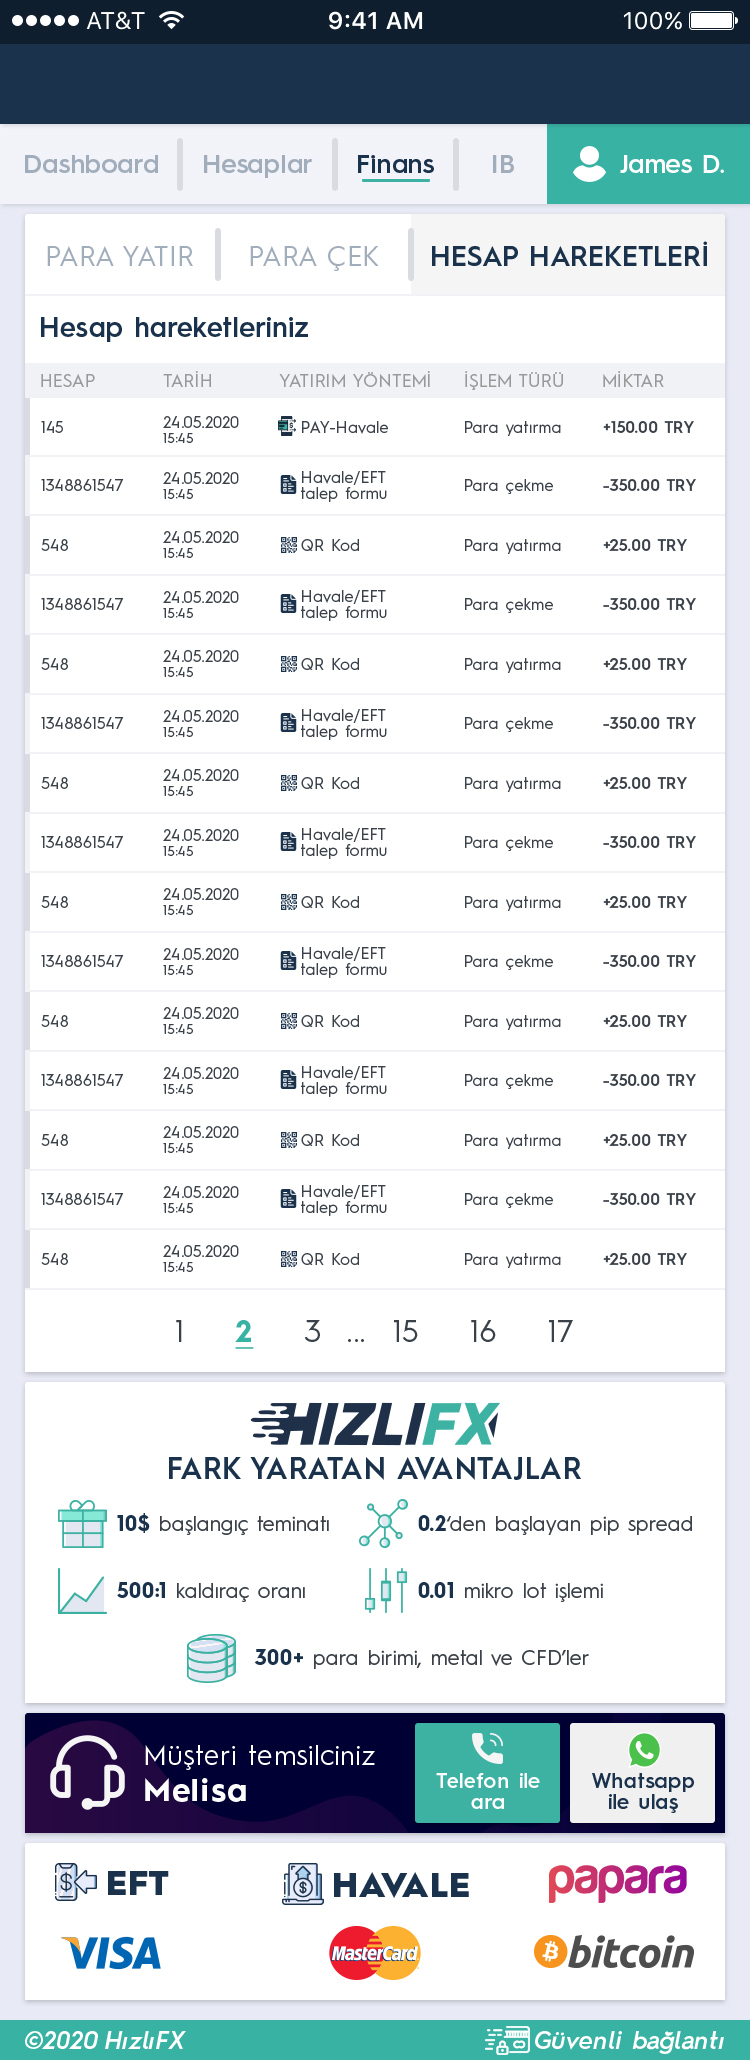 AT&T 9:41 AM 100%
Dashboard Hesaplar Finans IB James D.
PARA YATIR PARA ÇEK HESAP HAREKETLERİ
Hesap hareketleriniz
HESAP TARİH YATIRIM YÖNTEMİ İŞLEM TÜRÜ MİKTAR
145 24.05.2020 15:45 PAY-Havale Para yatırma +150.00 TRY
1348861547 24.05.2020 15:45 Havale/EFT talep formu Para çekme -350.00 TRY
548 24.05.2020 15:45 QR Kod Para yatırma +25.00 TRY
1348861547 24.05.2020 15:45 Havale/EFT talep formu Para çekme -350.00 TRY
548 24.05.2020 15:45 QR Kod Para yatırma +25.00 TRY
1348861547 24.05.2020 15:45 Havale/EFT talep formu Para çekme -350.00 TRY
548 24.05.2020 15:45 QR Kod Para yatırma +25.00 TRY
1348861547 24.05.2020 15:45 Havale/EFT talep formu Para çekme -350.00 TRY
548 24.05.2020 15:45 QR Kod Para yatırma +25.00 TRY
1348861547 24.05.2020 15:45 Havale/EFT talep formu Para çekme -350.00 TRY
548 24.05.2020 15:45 QR Kod Para yatırma +25.00 TRY
1348861547 24.05.2020 15:45 Havale/EFT talep formu Para çekme -350.00 TRY
548 24.05.2020 15:45 QR Kod Para yatırma +25.00 TRY
1348861547 24.05.2020 15:45 Havale/EFT talep formu Para çekme -350.00 TRY
548 24.05.2020 15:45 QR Kod Para yatırma +25.00 TRY
1 2 3 ... 15 16 17
HIZLIFX
FARK YARATAN AVANTAJLAR
10$ başlangıç teminatı 0.2'den başlayan pip spread
500:1 kaldıraç oranı 0.01 mikro lot işlemi
300+ para birimi, metal ve CFD'ler
Müşteri temsilciniz
Melisa
Telefon ile
ara
Whatsapp
ile ulaş
EFT HAVALE papara
VISA MasterCard bitcoin
©2020 HızlıFX Güvenli bağlantı